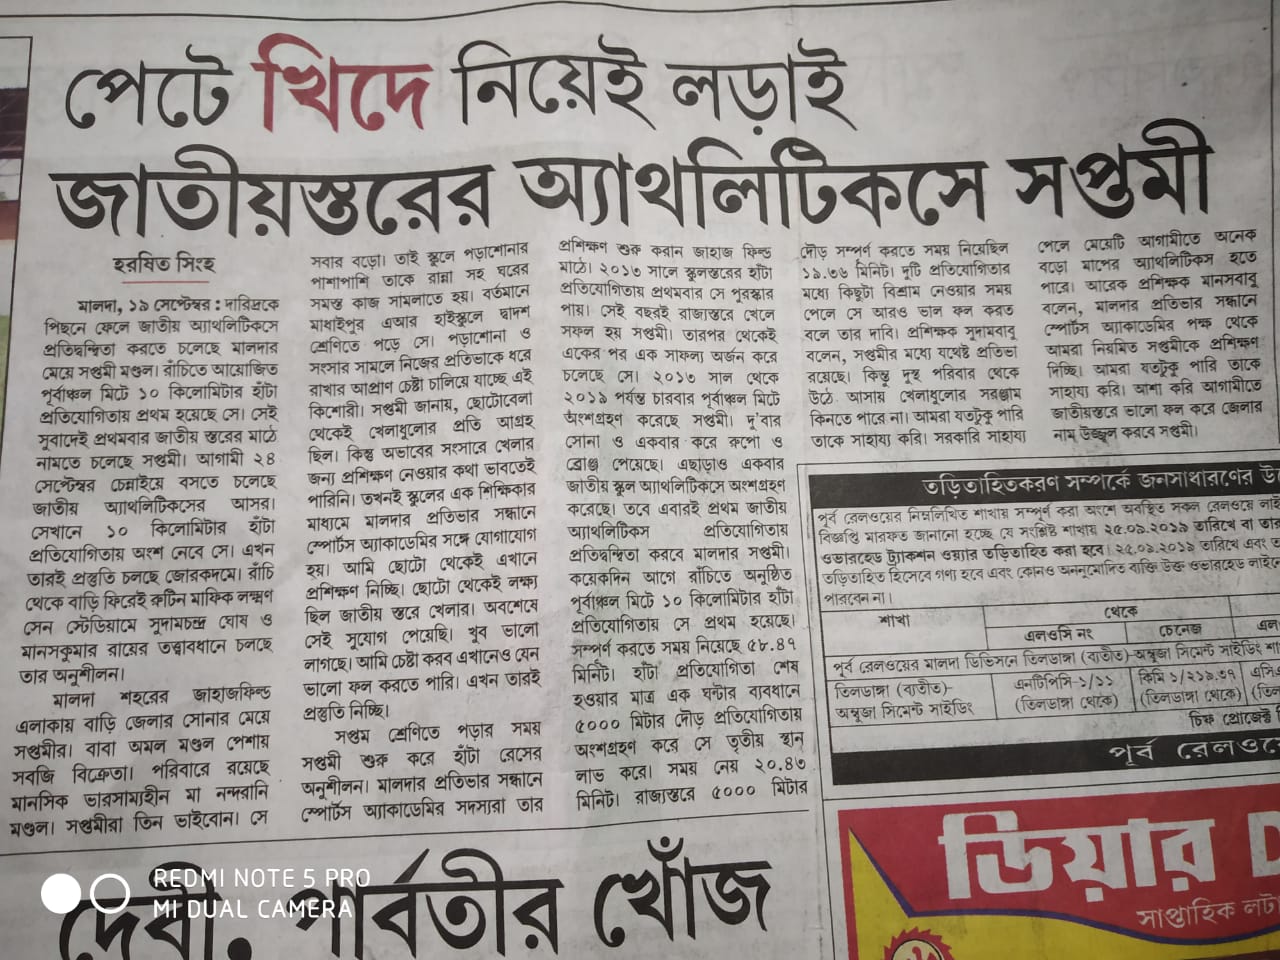 পেটে খিদে নিয়েই লড়াই
জাতীয়স্তরের অ্যাথলিটিকসে সপ্তমী
হরষিত সিংহ
মালদা, ১৯ সেপ্টেম্বর : দারিদ্রকে
পিছনে ফেলে জাতীয় অ্যাথলিটিকসে
প্রতিদ্বন্দ্বিতা করতে চলেছে মালদার
মেয়ে সপ্তমী মণ্ডল। রাঁচিতে আয়োজিত
পূর্বাঞ্চল মিটে ১০ কিলোমিটার হাঁটা
প্রতিযোগিতায় প্রথম হয়েছে সে। সেই
সুবাদেই প্রথমবার জাতীয় স্তরের মাঠে
নামতে চলেছে সপ্তমী। আগামী ২৪
সেপ্টেম্বর চেন্নাইয়ে বসতে চলেছে
জাতীয় অ্যাথলিটিকসের আসর।
সেখানে ১০ কিলোমিটার হাঁটা
প্রতিযোগিতায় অংশ নেবে সে। এখন
তারই প্রস্তুতি চলছে জোরকদমে। রাঁচি
থেকে বাড়ি ফিরেই রুটিন মাফিক লক্ষ্মণ
সেন স্টেডিয়ামে সুদামচন্দ্র ঘোষ ও
মানসকুমার রায়ের তত্ত্বাবধানে চলছে
তার অনুশীলন।
মালদা শহরের জাহাজফিল্ড
এলাকায় বাড়ি জেলার সোনার মেয়ে
সপ্তমীর। বাবা অমল মণ্ডল পেশায়
সবজি বিক্রেতা। পরিবারে রয়েছে
মানসিক ভারসাম্যহীন মা নন্দরানি
মণ্ডল। সপ্তমীরা তিন ভাইবোন। সে
সবার বড়ো। তাই স্কুলে পড়াশোনার
পাশাপাশি তাকে রান্না সহ ঘরের
সমস্ত কাজ সামলাতে হয়। বর্তমানে
মাধাইপুর এআর হাইস্কুলে দ্বাদশ
শ্রেণিতে পড়ে সে। পড়াশোনা ও
সংসার সামলে নিজের প্রতিভাকে ধরে
রাখার আপ্রাণ চেষ্টা চালিয়ে যাচ্ছে এই
কিশোরী। সপ্তমী জানায়, ছোটোবেলা
থেকেই খেলাধুলোর প্রতি আগ্রহ
ছিল। কিন্তু অভাবের সংসারে খেলার
জন্য প্রশিক্ষণ নেওয়ার কথা ভাবতেই
পারিনি। তখনই স্কুলের এক শিক্ষিকার
মাধ্যমে মালদার প্রতিভার সন্ধানে
স্পোর্টস অ্যাকাডেমির সঙ্গে যোগাযোগ
হয়। আমি ছোটো থেকেই এখানে
প্রশিক্ষণ নিচ্ছি। ছোটো থেকেই লক্ষ্য
ছিল জাতীয় স্তরে খেলার। অবশেষে
সেই সুযোগ পেয়েছি। খুব ভালো
লাগছে। আমি চেষ্টা করব এখানেও যেন
ভালো ফল করতে পারি। এখন তারই
প্রস্তুতি নিচ্ছি।
সপ্তম শ্রেণিতে পড়ার সময়
সপ্তমী শুরু করে হাঁটা রেসের
অনুশীলন। মালদার প্রতিভার সন্ধানে
স্পোর্টস অ্যাকাডেমির সদস্যরা তার
প্রশিক্ষণ শুরু করান জাহাজ ফিল্ড
মাঠে। ২০১৩ সালে স্কুলস্তরের হাঁটা
প্রতিযোগিতায় প্রথমবার সে পুরস্কার
পায়। সেই বছরই রাজ্যস্তরে খেলে
সফল হয় সপ্তমী। তারপর থেকেই
একের পর এক সাফল্য অর্জন করে
চলেছে সে। ২০১৩ সাল থেকে
২০১৯ পর্যন্ত চারবার পূর্বাঞ্চল মিটে
অংশগ্রহণ করেছে সপ্তমী। দু'বার
সোনা ও একবার করে রুপো ও
ব্রোঞ্জ পেয়েছে। এছাড়াও একবার
জাতীয় স্কুল অ্যাথলিটিকসে অংশগ্রহণ
করেছে। তবে এবারই প্রথম জাতীয়
অ্যাথলিটিকস প্রতিযোগিতায়
প্রতিদ্বন্দ্বিতা করবে মালদার সপ্তমী।
কয়েকদিন আগে রাঁচিতে অনুষ্ঠিত
পূর্বাঞ্চল মিটে ১০ কিলোমিটার হাঁটা
প্রতিযোগিতায় সে প্রথম হয়েছে।
সম্পূর্ণ করতে সময় নিয়েছে ৫৮.৪৭
মিনিট। হাঁটা প্রতিযোগিতা শেষ
হওয়ার মাত্র এক ঘন্টার ব্যবধানে
৫০০০ মিটার দৌড় প্রতিযোগিতায়
অংশগ্রহণ করে সে তৃতীয় স্থান
লাভ করে। সময় নেয় ২০.৪৩
মিনিট। রাজ্যস্তরে ৫০০০ মিটার
দৌড় সম্পূর্ণ করতে সময় নিয়েছিল
১৯.৩৬ মিনিট। দুটি প্রতিযোগিতার
মধ্যে কিছুটা বিশ্রাম নেওয়ার সময়
পেলে সে আরও ভাল ফল করত
বলে তার দাবি। প্রশিক্ষক সুদামবাবু
বলেন, সপ্তমীর মধ্যে যথেষ্ট প্রতিভা
রয়েছে। কিন্তু দুস্থ পরিবার থেকে
উঠে আসায় খেলাধুলোর সরঞ্জাম
কিনতে পারে না। আমরা যতটুকু পারি
তাকে সাহায্য করি। সরকারি সাহায্য
পেলে মেয়েটি আগামীতে অনেক
বড়ো মাপের অ্যাথলিটিকস হতে
পারে। আরেক প্রশিক্ষক মানসবাবু
বলেন, মালদার প্রতিভার সন্ধানে
স্পোর্টস অ্যাকাডেমির পক্ষ থেকে
আমরা নিয়মিত সপ্তমীকে প্রশিক্ষণ
দিচ্ছি। আমরা যতটুকু পারি তাকে
সাহায্য করি। আশা করি আগামীতে
জাতীয়স্তরে ভালো ফল করে জেলার
নাম উজ্জ্বল করবে সপ্তমী।
তড়িতাহিতকরণ সম্পর্কে জনসাধারণের
পূর্ব রেলওয়ের নিম্নলিখিত শাখায় সম্পূর্ণ করা অংশে অবস্থিত সকল রেলওয়ে
বিজ্ঞপ্তি মারফত জানানো হচ্ছে যে সংশ্লিষ্ট শাখায় ২৫.০৯.২০১৯ তারিখে বা তার
ওভারহেড ট্র্যাকশন ওয়্যার তড়িতাহিত করা হবে। ২৫.০৯.২০১৯ তারিখে এবং
তড়িতাহিত হিসেবে গণ্য হবে এবং কোনও অননুমোদিত ব্যক্তি উক্ত ওভারহেড
পারবেন না।
শাখা থেকে
এলওসি নং চেনেজ
পূর্ব রেলওয়ের মালদা ডিভিসনে তিলডাঙ্গা (ব্যতীত)-অম্বুজা সিমেন্ট সাইডিং
তিলডাঙ্গা (ব্যতীত)- এনটিপিসি-১/১১ কিমি ১/২১৯.৩৭
অম্বুজা সিমেন্ট সাইডিং (তিলডাঙ্গা থেকে) (তিলডাঙ্গা থেকে)
চিফ প্রোজেক্ট
পূর্ব রেলওয়ে
ডিয়ার
সাপ্তাহিক
দেবী. পার্বতীর খোঁজ
REDMI NOTE 5 PRO
MI DUAL CAMERA